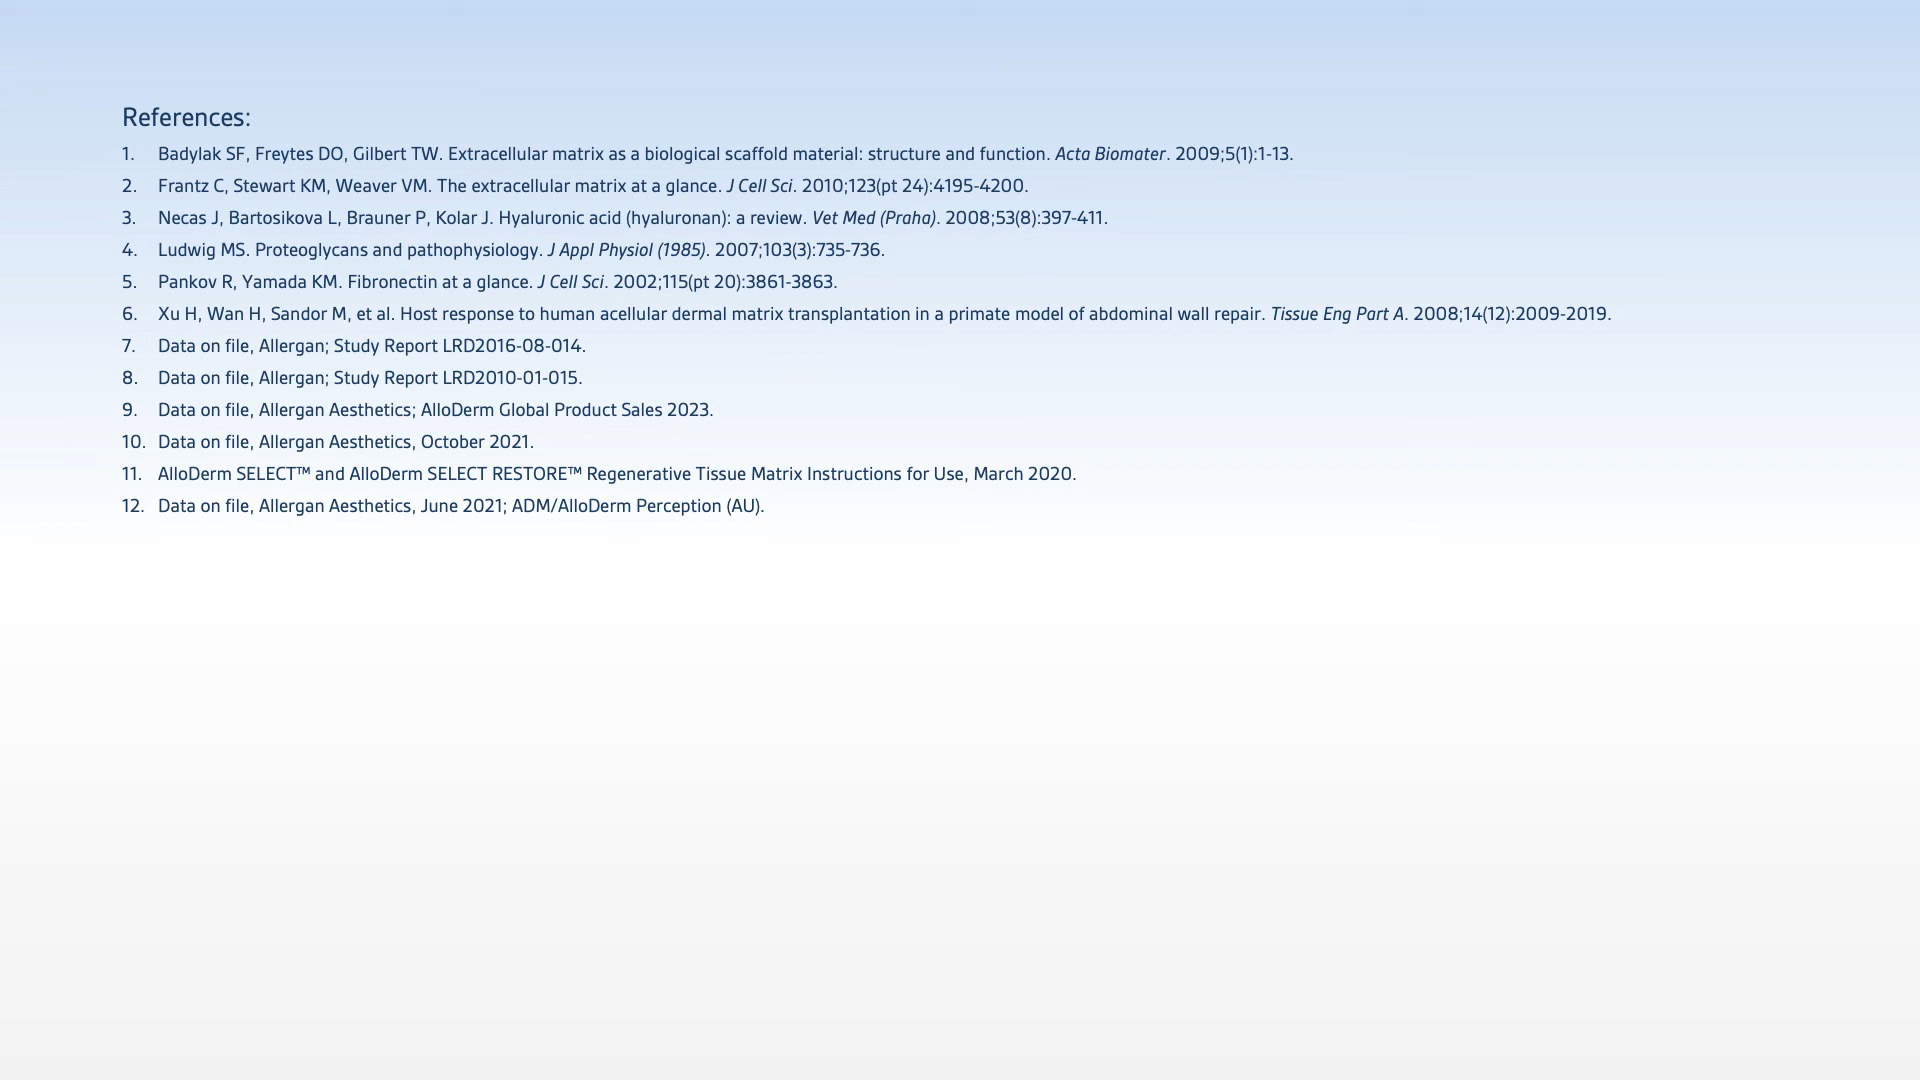 References:
1. Badylak SF, Freytes DO, Gilbert TW. Extracellular matrix as a biological scaffold material: structure and function. Acta Biomater. 2009;5(1):1-13.
2. Frantz C, Stewart KM, Weaver VM. The extracellular matrix at a glance. J Cell Sci. 2010;123(pt 24):4195-4200.
3. Necas J, Bartosikova L, Brauner P, Kolar J. Hyaluronic acid (hyaluronan): a review. Vet Med (Praha). 2008;53(8):397-411.
4. Ludwig MS. Proteoglycans and pathophysiology. J Appl Physiol (1985). 2007;103(3):735-736.
5. Pankov R, Yamada KM. Fibronectin at a glance. J Cell Sci. 2002;115(pt 20):3861-3863.
6. Xu H, Wan H, Sandor M, et al. Host response to human acellular dermal matrix transplantation in a primate model of abdominal wall repair. Tissue Eng Part A. 2008;14(12):2009-2019.
7. Data on file, Allergan; Study Report LRD2016-08-014.
8. Data on file, Allergan; Study Report LRD2010-01-015.
9. Data on file, Allergan Aesthetics; AlloDerm Global Product Sales 2023.
10. Data on file, Allergan Aesthetics, October 2021.
11. AlloDerm SELECT™ and AlloDerm SELECT RESTORE™ Regenerative Tissue Matrix Instructions for Use, March 2020.
12. Data on file, Allergan Aesthetics, June 2021; ADM/AlloDerm Perception (AU).